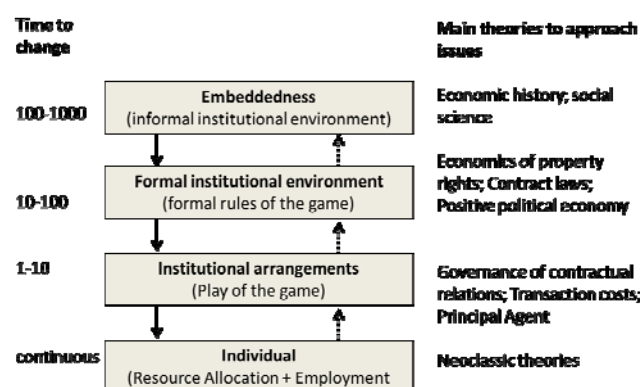 Time to
change
Main theories to approach
issues
100-1000
Embeddedness
(informal institutional environment)
Economic history; social
science
10-100
Formal institutional environment
(formal rules of the game)
Economics of property
rights; Contract laws;
Positive political economy
1-10
Institutional arrangements
(Play of the game)
Governance of contractual
relations; Transaction costs;
Principal Agent
continuous
Individual
(Resource Allocation + Employment
Neoclassic theories